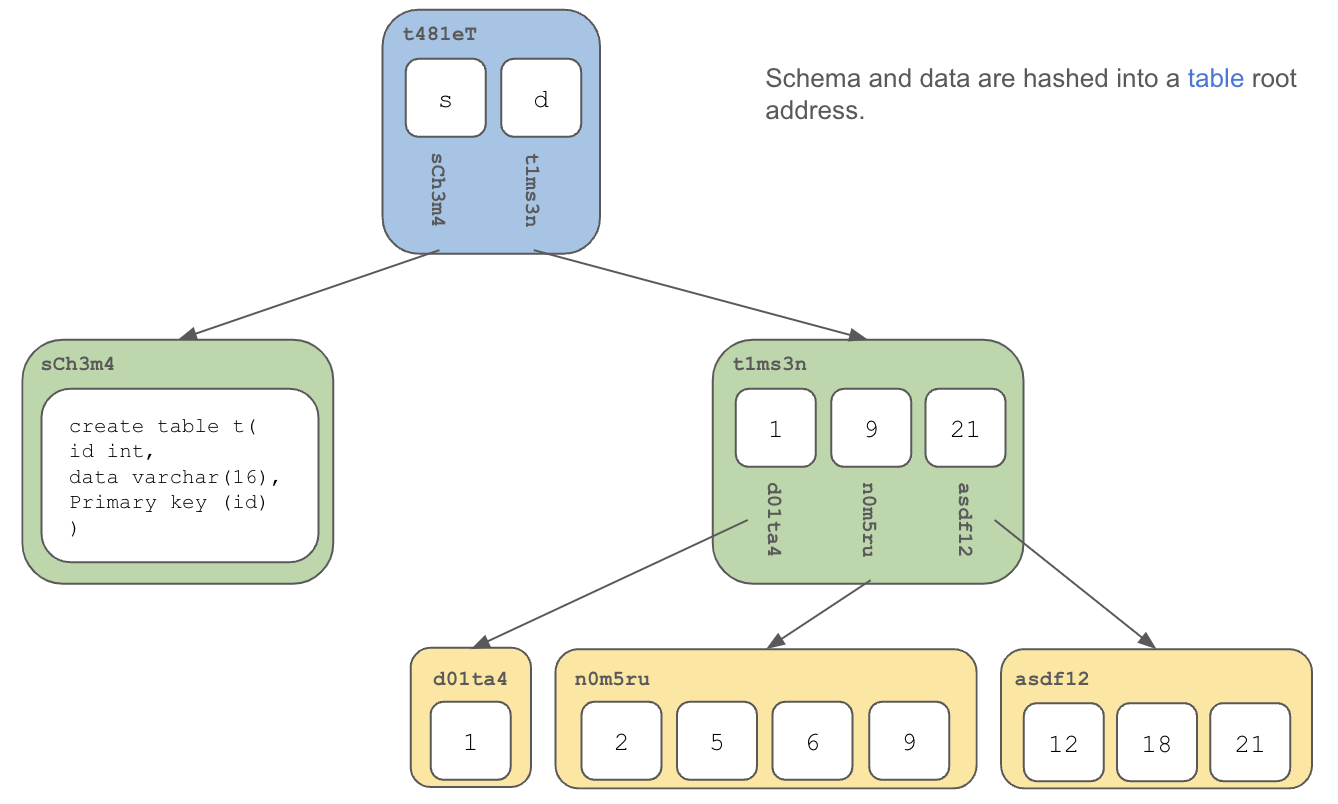 t481eT
s d
sCh3m4 t1ms3n
Schema and data are hashed into a table root
address.
sCh3m4
create table t(
id int,
data varchar(16),
Primary key (id)
)
t1ms3n
1 9 21
d01ta4 n0m5ru asdf12
d01ta4
1
n0m5ru
2 5 6 9
asdf12
12 18 21